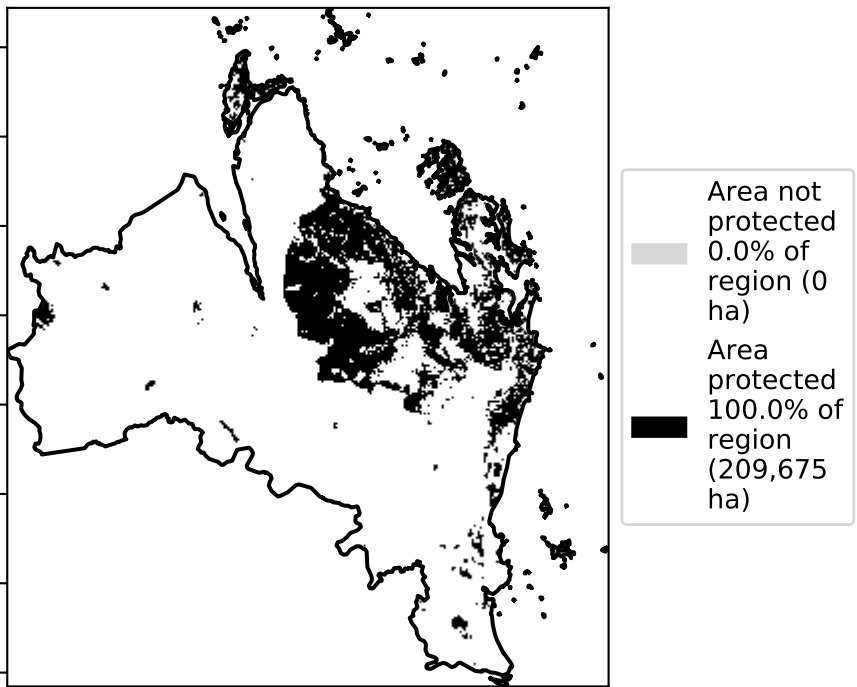 Area not
protected
0.0% of
region (0
ha)
Area
protected
100.0% of
region
(209,675
ha)